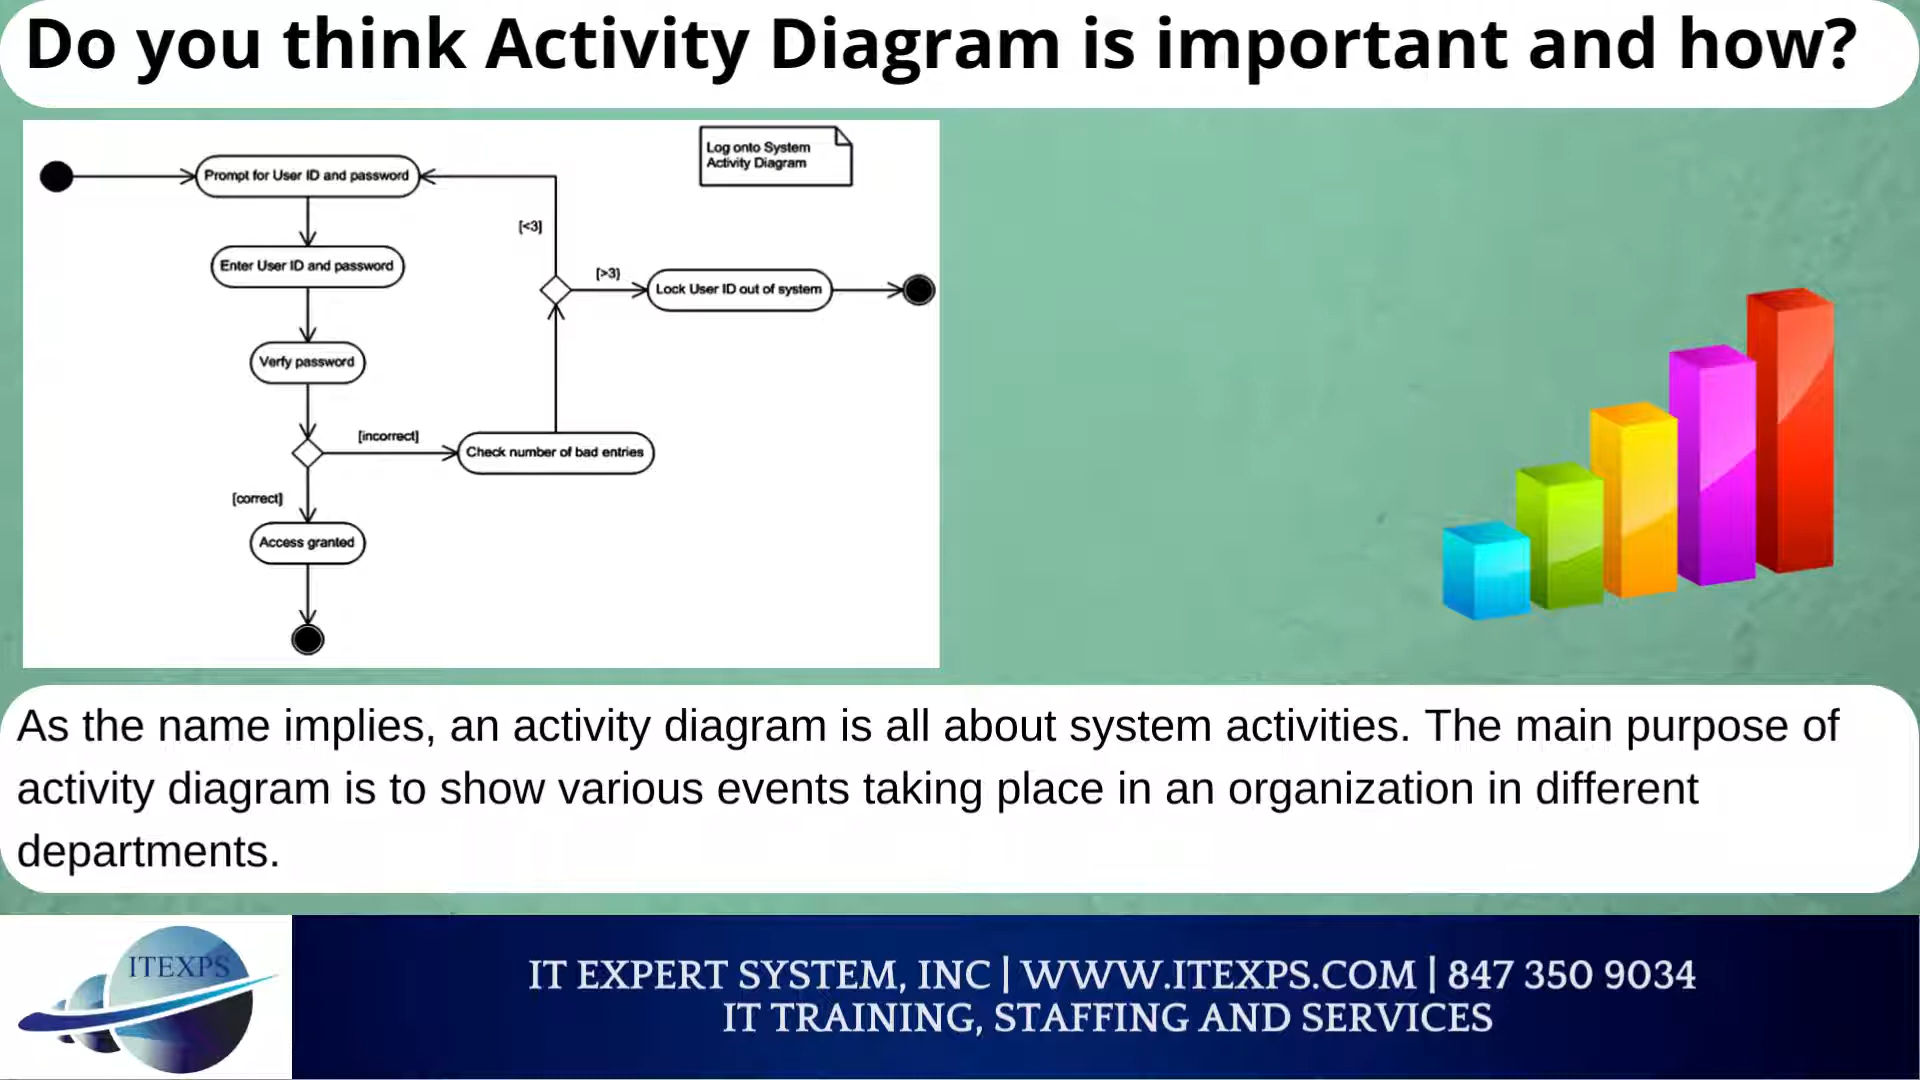 Do you think Activity Diagram is important and how?
Log onto System
Activity Diagram
Prompt for User ID and password
[<3]
Enter User ID and password
[>3]
Lock User ID out of system
Verfy password
[incorrect]
Check number of bad entries
[correct]
Access granted
As the name implies, an activity diagram is all about system activities. The main purpose of
activity diagram is to show various events taking place in an organization in different
departments.
ITEXPS
IT EXPERT SYSTEM, INC | WWW.ITEXPS.COM | 847 350 9034
IT TRAINING, STAFFING AND SERVICES